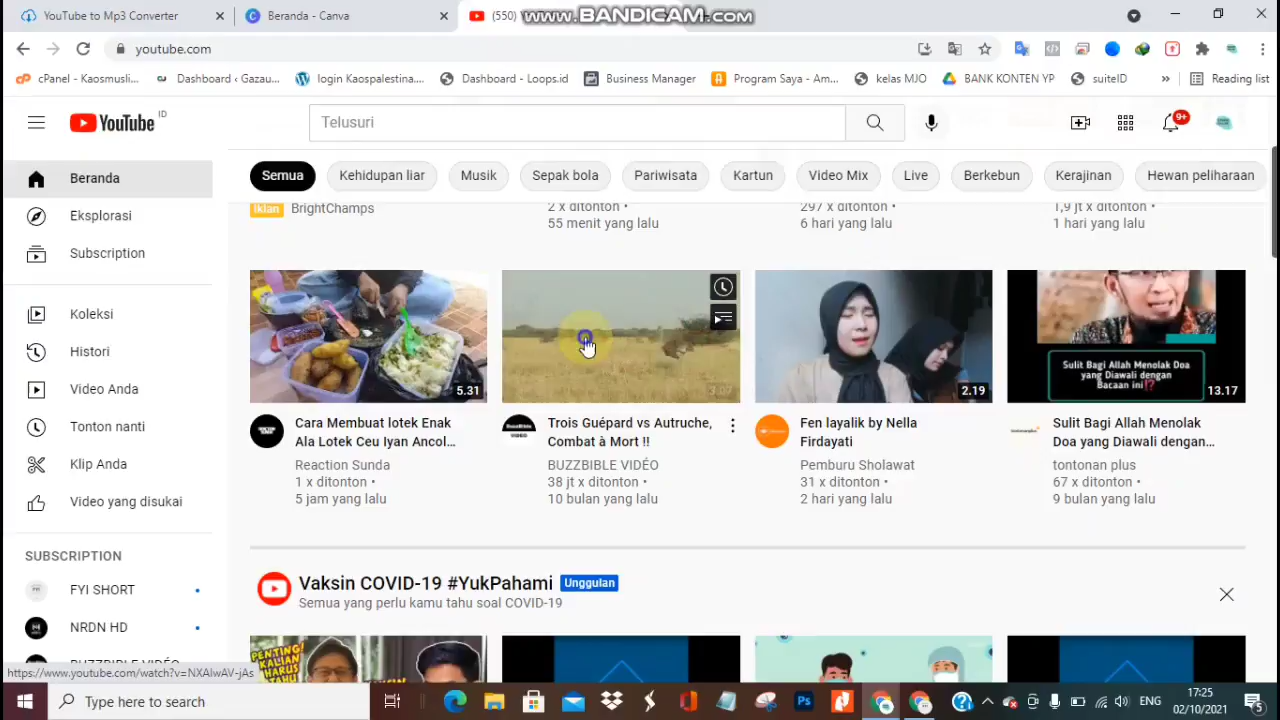 YouTube to Mp3 Converter
Beranda - Canva
(550)
www.BANDICAM.com
youtube.com
cPanel - Kaosmusli...
Dashboard ‹ Gazau...
login Kaospalestina....
Dashboard - Loops.id
Business Manager
Program Saya - Am...
kelas MJO
BANK KONTEN YP
suiteID
»
Reading list
YouTube ID
Telusuri
9+
Beranda
Eksplorasi
Subscription
Koleksi
Histori
Video Anda
Tonton nanti
Klip Anda
Video yang disukai
SUBSCRIPTION
FYI SHORT
NRDN HD
BUZZBIBLE VIDÉO
Semua
Kehidupan liar
Musik
Sepak bola
Pariwisata
Kartun
Video Mix
Live
Berkebun
Kerajinan
Hewan peliharaan
Iklan BrightChamps
2 x ditonton •
55 menit yang lalu
297 x ditonton •
6 hari yang lalu
1,9 jt x ditonton •
1 hari yang lalu
5.31
Cara Membuat lotek Enak
Ala Lotek Ceu Iyan Ancol...
Reaction Sunda
1 x ditonton •
5 jam yang lalu
Trois Guépard vs Autruche,
Combat à Mort !!
BUZZBIBLE VIDÉO
38 jt x ditonton •
10 bulan yang lalu
2.19
Fen layalik by Nella
Firdayati
Pemburu Sholawat
31 x ditonton •
2 hari yang lalu
Sulit Bagi Allah Menolak Doa
yang Diawali dengan
Bacaan ini⁉
13.17
Sulit Bagi Allah Menolak
Doa yang Diawali dengan...
tontonan plus
67 x ditonton •
9 bulan yang lalu
Vaksin COVID-19 #YukPahami Unggulan
Semua yang perlu kamu tahu soal COVID-19
PENTING!
KALIAN
HARUS
TAHU
https://www.youtube.com/watch?v=NXAlwAV-jAs
Type here to search
ENG
17:25
02/10/2021
5